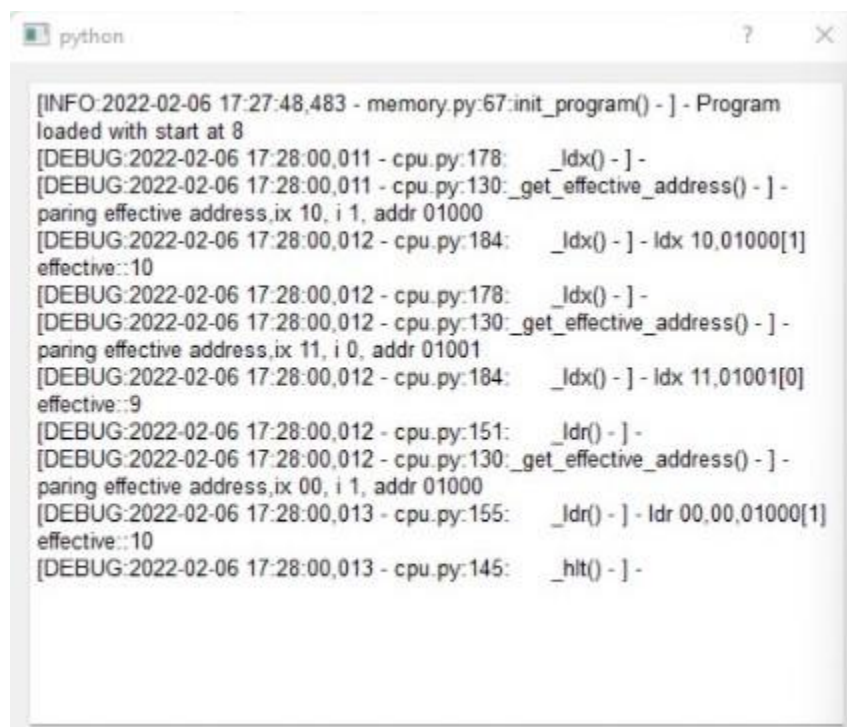 python
[INFO:2022-02-06 17:27:48,483 - memory.py:67:init_program() - ] - Program
loaded with start at 8
[DEBUG:2022-02-06 17:28:00,011 - cpu.py:178: _ldx() - ] -
[DEBUG:2022-02-06 17:28:00,011 - cpu.py:130:_get_effective_address() - ] -
paring effective address,ix 10, i 1, addr 01000
[DEBUG:2022-02-06 17:28:00,012 - cpu.py:184: _ldx() - ] - ldx 10,01000[1]
effective::10
[DEBUG:2022-02-06 17:28:00,012 - cpu.py:178: _ldx() - ] -
[DEBUG:2022-02-06 17:28:00,012 - cpu.py:130:_get_effective_address() - ] -
paring effective address,ix 11, i 0, addr 01001
[DEBUG:2022-02-06 17:28:00,012 - cpu.py:184: _ldx() - ] - ldx 11,01001[0]
effective::9
[DEBUG:2022-02-06 17:28:00,012 - cpu.py:151: _ldr() - ] -
[DEBUG:2022-02-06 17:28:00,012 - cpu.py:130:_get_effective_address() - ] -
paring effective address,ix 00, i 1, addr 01000
[DEBUG:2022-02-06 17:28:00,013 - cpu.py:155: _ldr() - ] - ldr 00,00,01000[1]
effective::10
[DEBUG:2022-02-06 17:28:00,013 - cpu.py:145: _hlt() - ] -